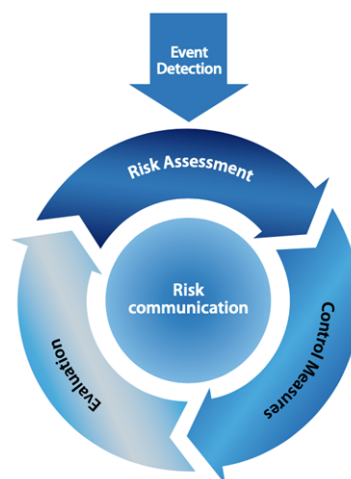 Event
Detection
Risk Assessment
Risk
communication
Control Measures
Evaluation